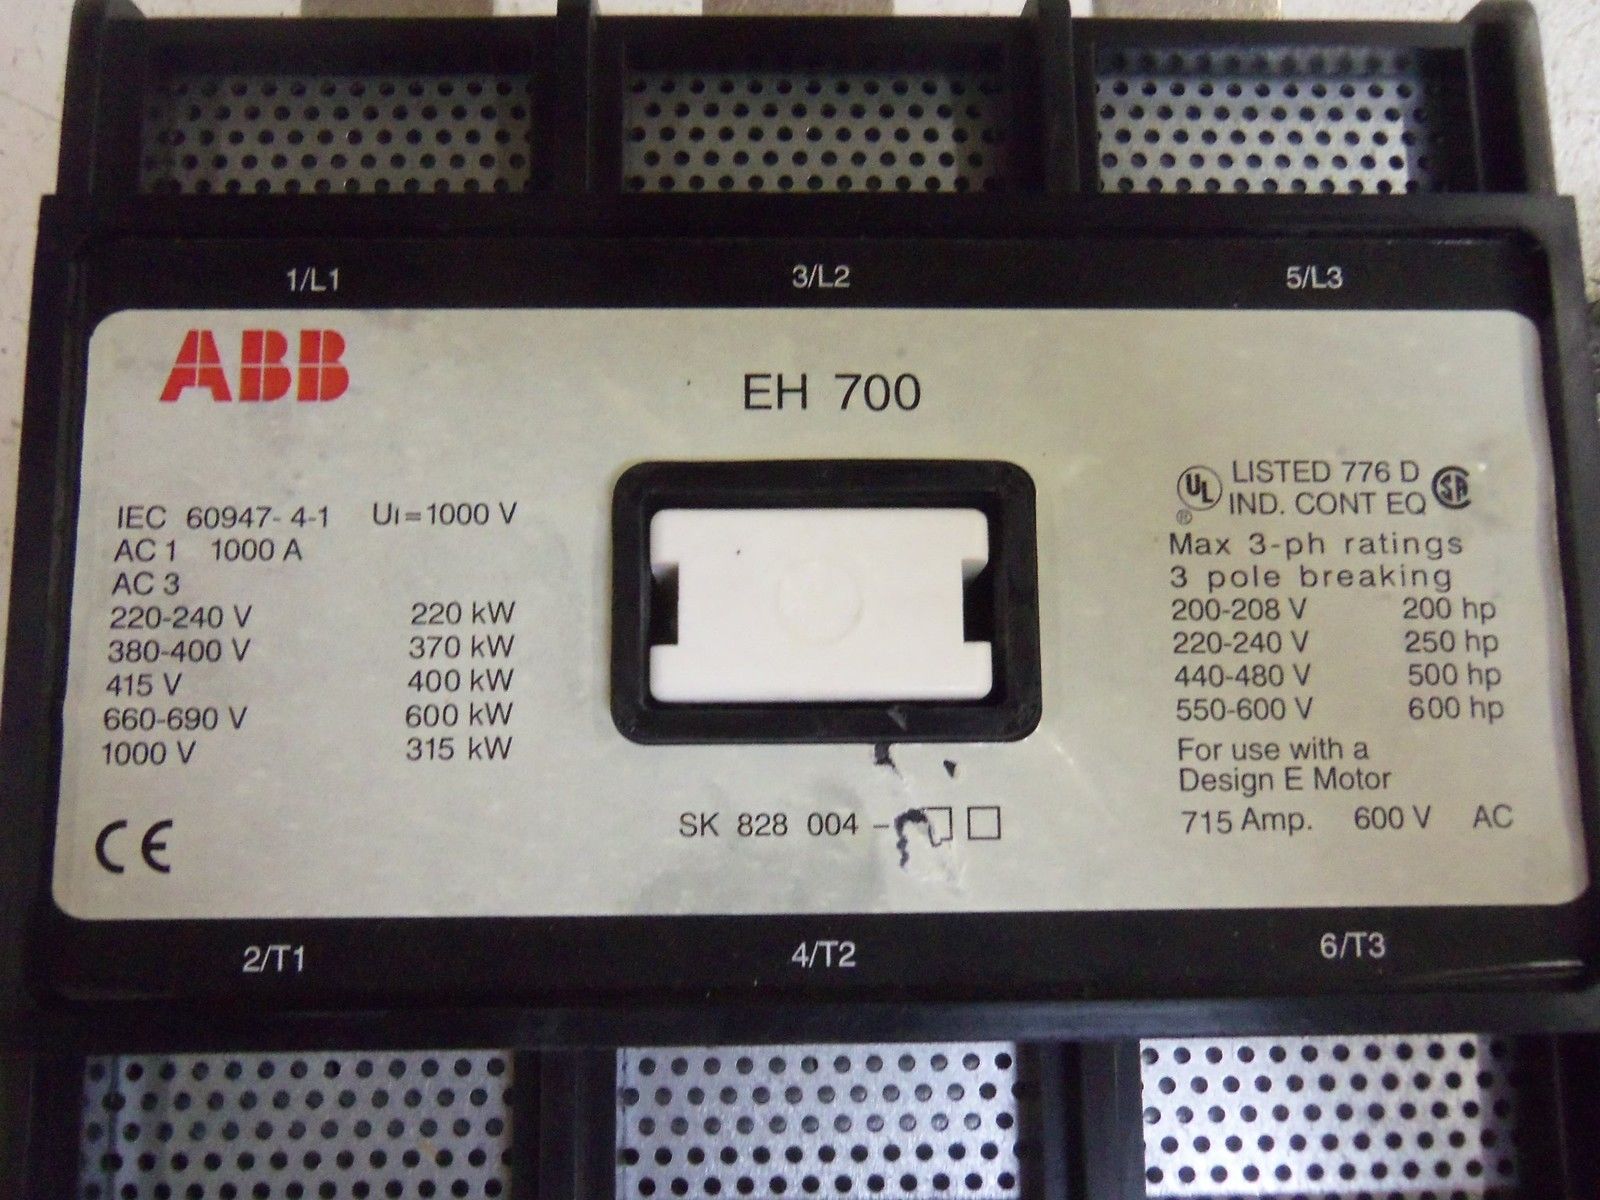 1/L1 3/L2 5/L3
ABB
EH 700
IEC 60947-4-1 Ui=1000 V
AC 1 1000 A
AC 3
220-240 V 220 kW
380-400 V 370 kW
415 V 400 kW
660-690 V 600 kW
1000 V 315 kW
CE
SK 828 004 -
UL ® LISTED 776 D SA
IND. CONT EQ
Max 3-ph ratings
3 pole breaking
200-208 V 200 hp
220-240 V 250 hp
440-480 V 500 hp
550-600 V 600 hp
For use with a
Design E Motor
715 Amp. 600 V AC
2/T1 4/T2 6/T3